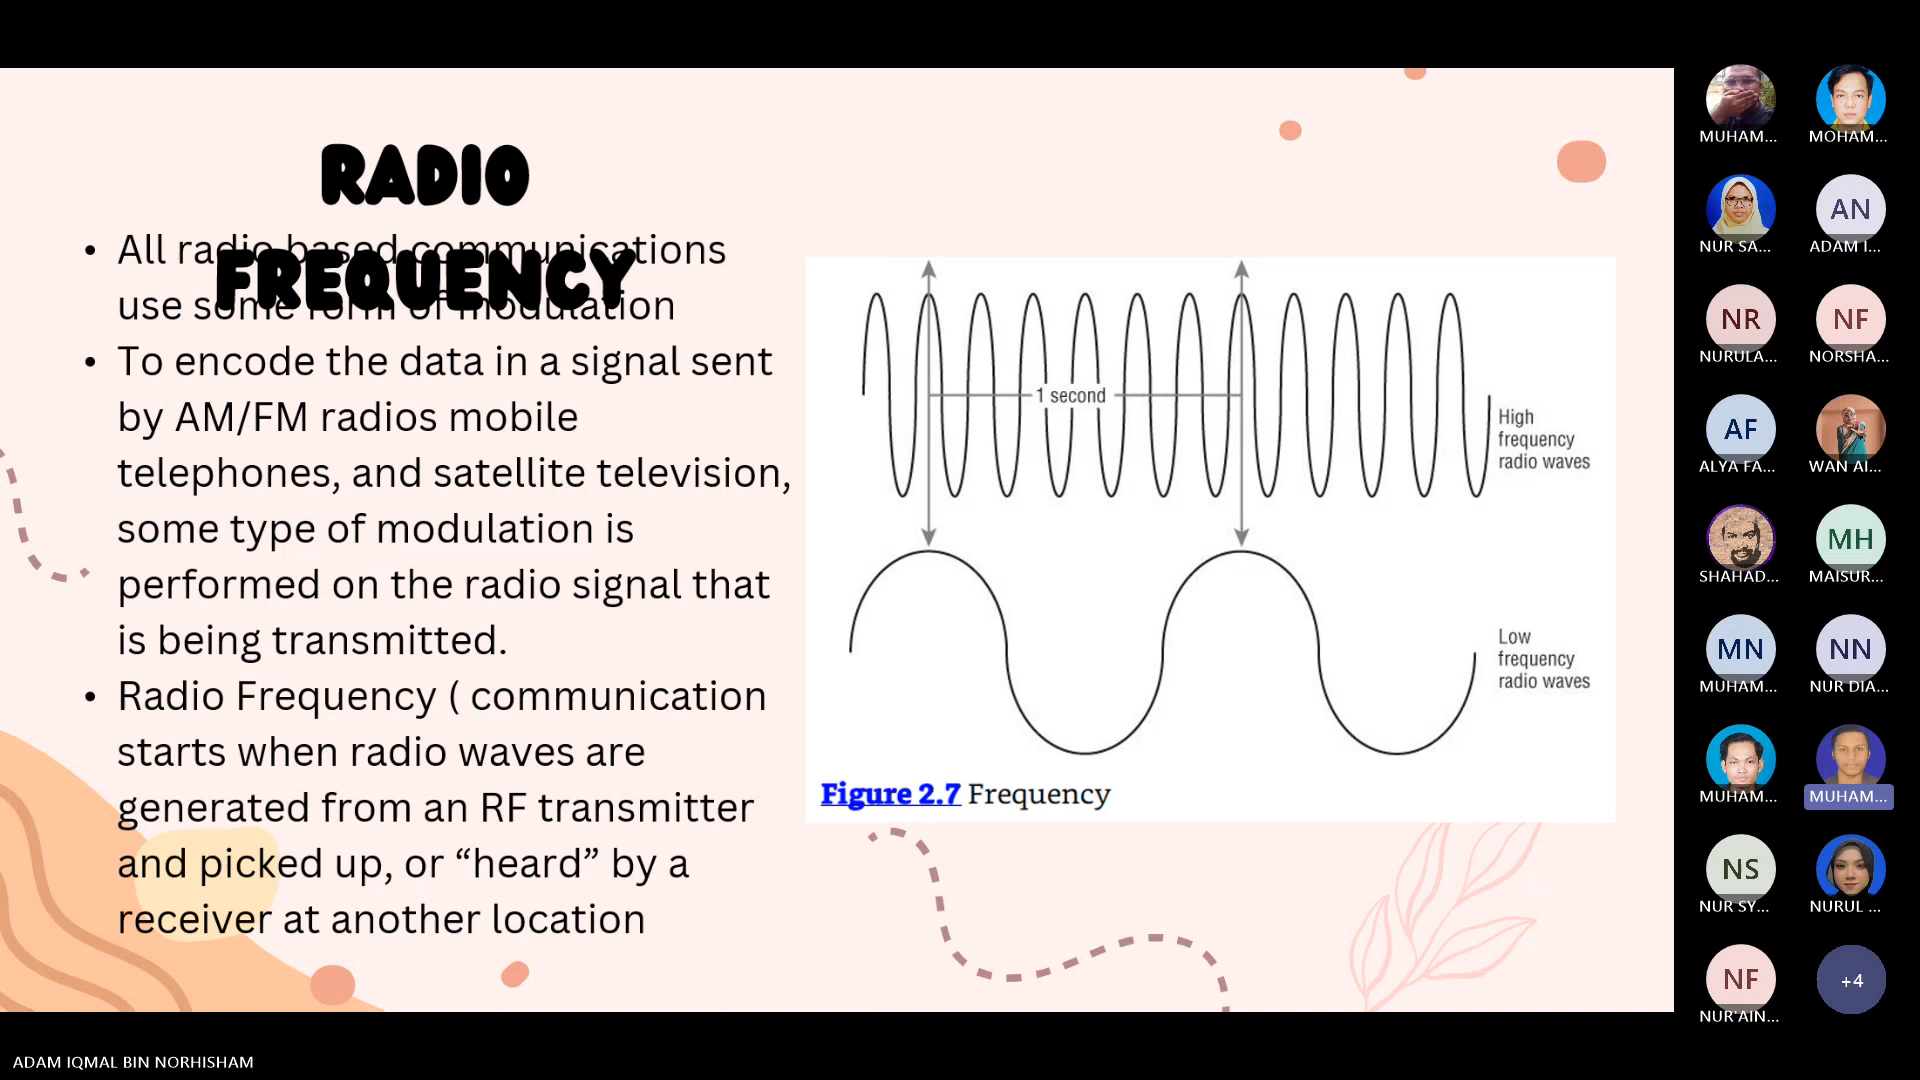 RADIO
FREQUENCY
• All radio based communications
use some form of modulation
• To encode the data in a signal sent
by AM/FM radios mobile
telephones, and satellite television,
some type of modulation is
performed on the radio signal that
is being transmitted.
• Radio Frequency ( communication
starts when radio waves are
generated from an RF transmitter
and picked up, or “heard” by a
receiver at another location
1 second
High
frequency
radio waves
Low
frequency
radio waves
Figure 2.7 Frequency
MUHAM...
MOHAM...
NUR SA...
AN
ADAM I...
NR
NURULA...
NF
NORSHA...
AF
ALYA FA...
WAN AI...
SHAHAD...
MH
MAISUR...
MN
MUHAM...
NN
NUR DIA...
MUHAM...
MUHAM...
NS
NUR SY...
NURUL ...
NF
NUR'AIN...
+4
ADAM IQMAL BIN NORHISHAM